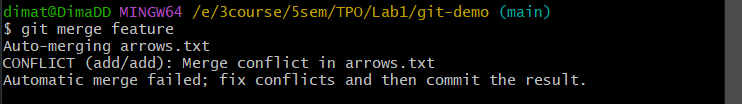 dimat@DimaDD MINGW64 /e/3course/5sem/TPO/Lab1/git-demo (main)
$ git merge feature
Auto-merging arrows.txt
CONFLICT (add/add): Merge conflict in arrows.txt
Automatic merge failed; fix conflicts and then commit the result.